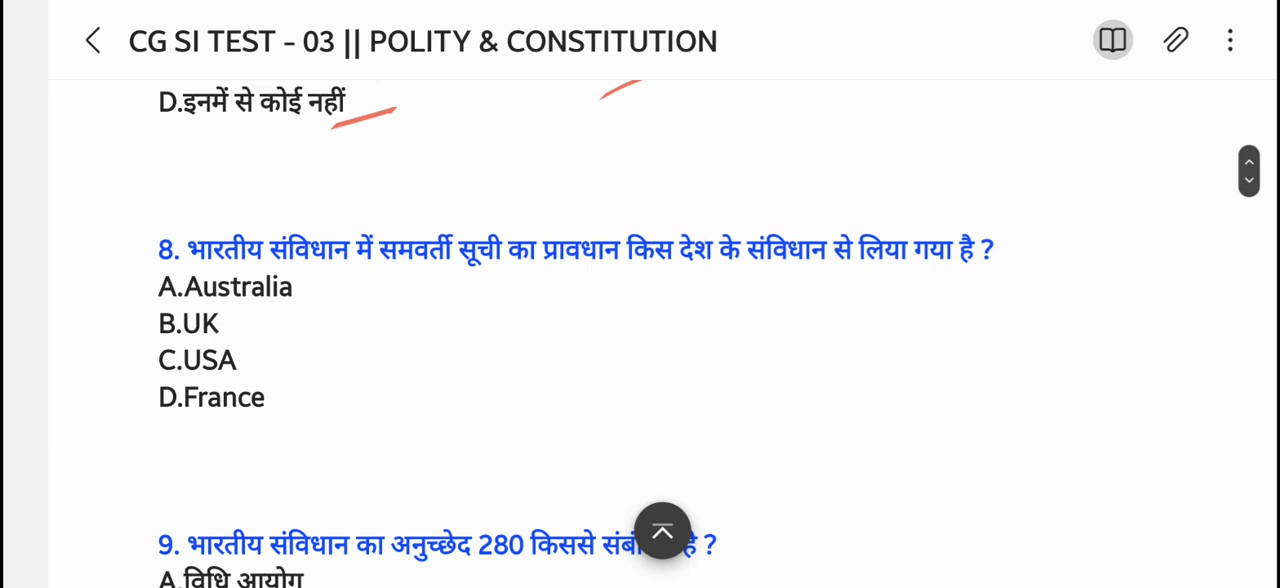 CG SI TEST - 03 || POLITY & CONSTITUTION
D.इनमें से कोई नहीं
8. भारतीय संविधान में समवर्ती सूची का प्रावधान किस देश के संविधान से लिया गया है ?
A.Australia
B.UK
C.USA
D.France
9. भारतीय संविधान का अनुच्छेद 280 किससे है ?
A.विधि आयोग